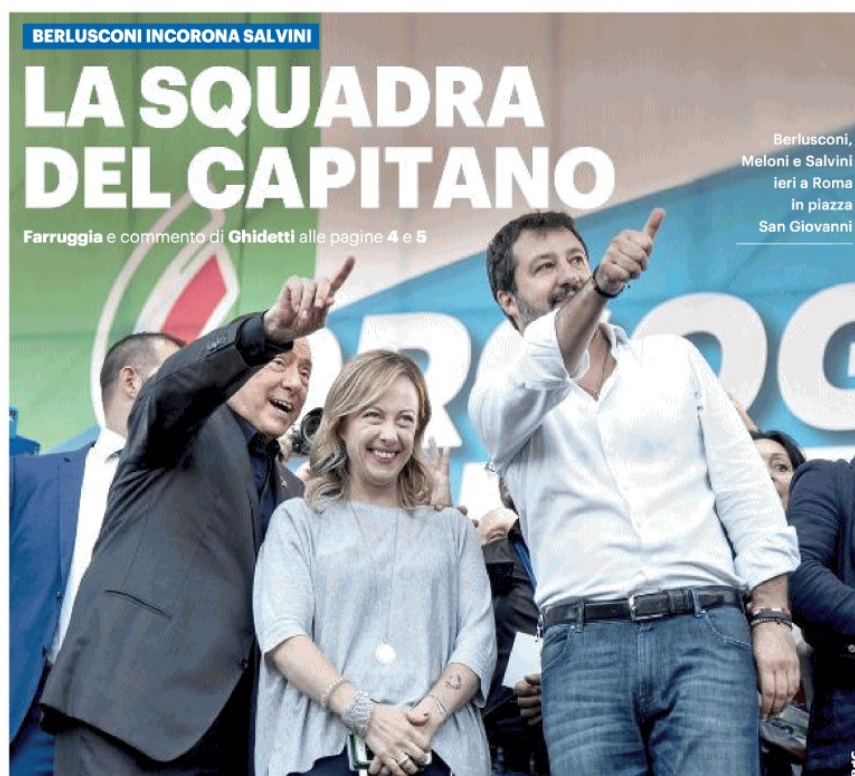 BERLUSCONI INCORONA SALVINI
LA SQUADRA
DEL CAPITANO
Farruggia e commento di Ghidetti alle pagine 4 e 5
Berlusconi,
Meloni e Salvini
ieri a Roma
in piazza
San Giovanni
ORGOG